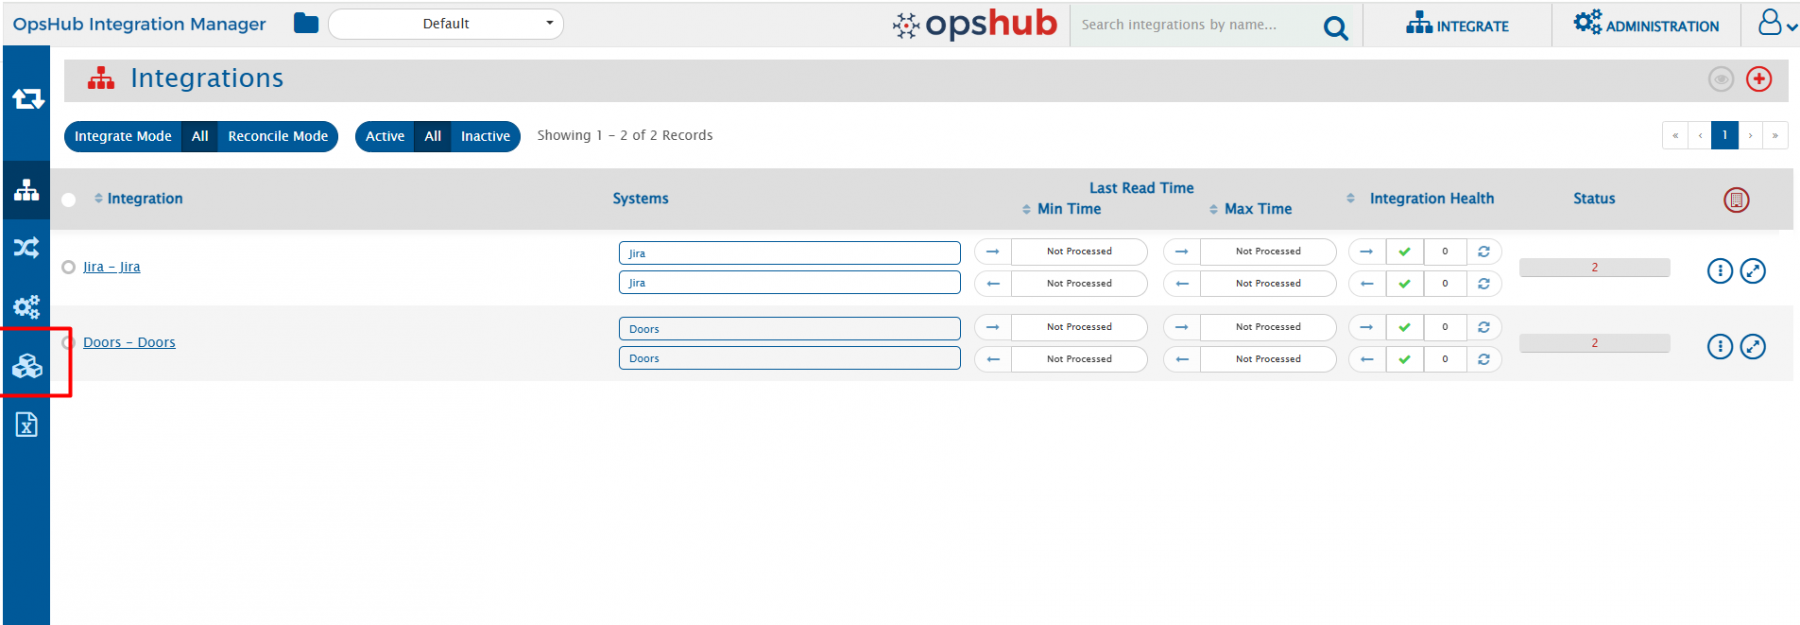 OpsHub Integration Manager
Default
opshub
Search integrations by name...
INTEGRATE
ADMINISTRATION
Integrations
Integrate Mode All Reconcile Mode
Active All Inactive
Showing 1 - 2 of 2 Records
« ‹ 1 › »
Integration
Systems
Last Read Time
Min Time
Max Time
Integration Health
Status
Jira - Jira
Jira
Not Processed
Not Processed
0
Jira
Not Processed
Not Processed
0
2
Doors - Doors
Doors
Not Processed
Not Processed
0
Doors
Not Processed
Not Processed
0
2
X